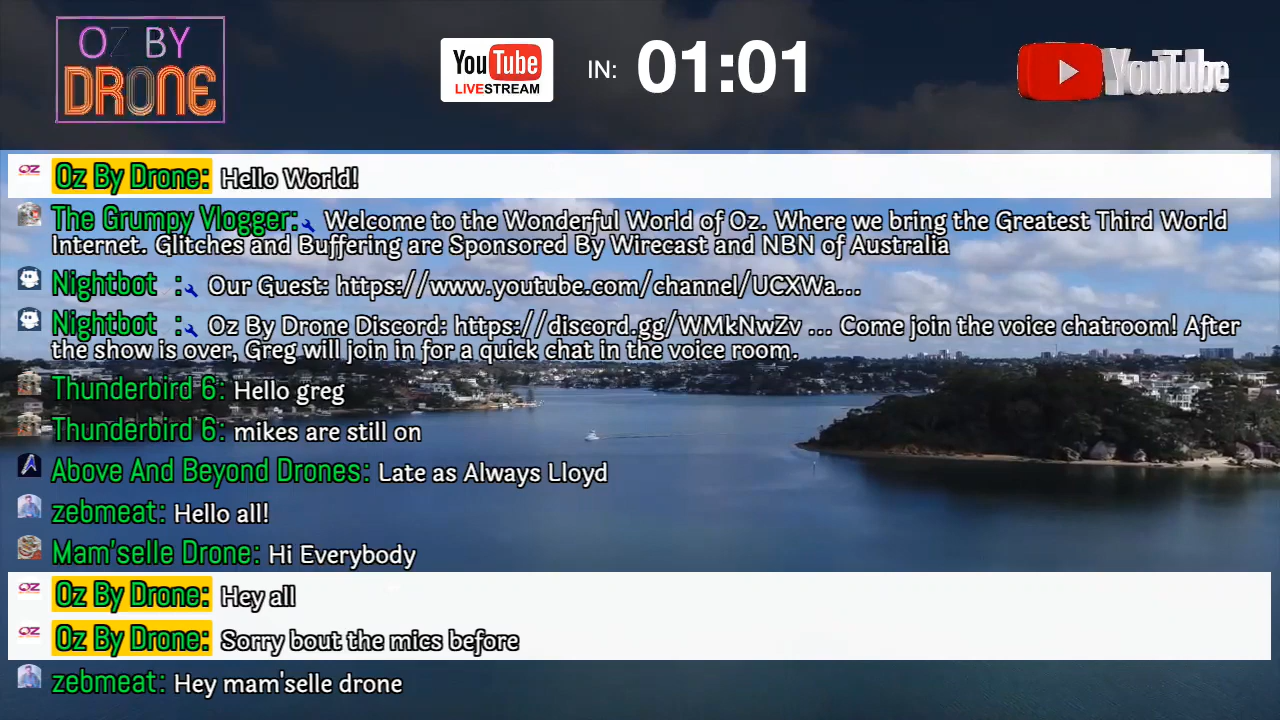 OZ BY
DRONE
YouTube
LIVESTREAM
IN: 01:01
YouTube
OZ Oz By Drone: Hello World!
The Grumpy Vlogger: Welcome to the Wonderful World of Oz. Where we bring the Greatest Third World
Internet. Glitches and Buffering are Sponsored By Wirecast and NBN of Australia
Nightbot : Our Guest: https://www.youtube.com/channel/UCXWa...
Nightbot : Oz By Drone Discord: https://discord.gg/WMkNwZv ... Come join the voice chatroom! After
the show is over, Greg will join in for a quick chat in the voice room.
Thunderbird 6: Hello greg
Thunderbird 6: mikes are still on
Above And Beyond Drones: Late as Always Lloyd
zebmeat: Hello all!
Mam'selle Drone: Hi Everybody
OZ Oz By Drone: Hey all
OZ Oz By Drone: Sorry bout the mics before
zebmeat: Hey mam'selle drone